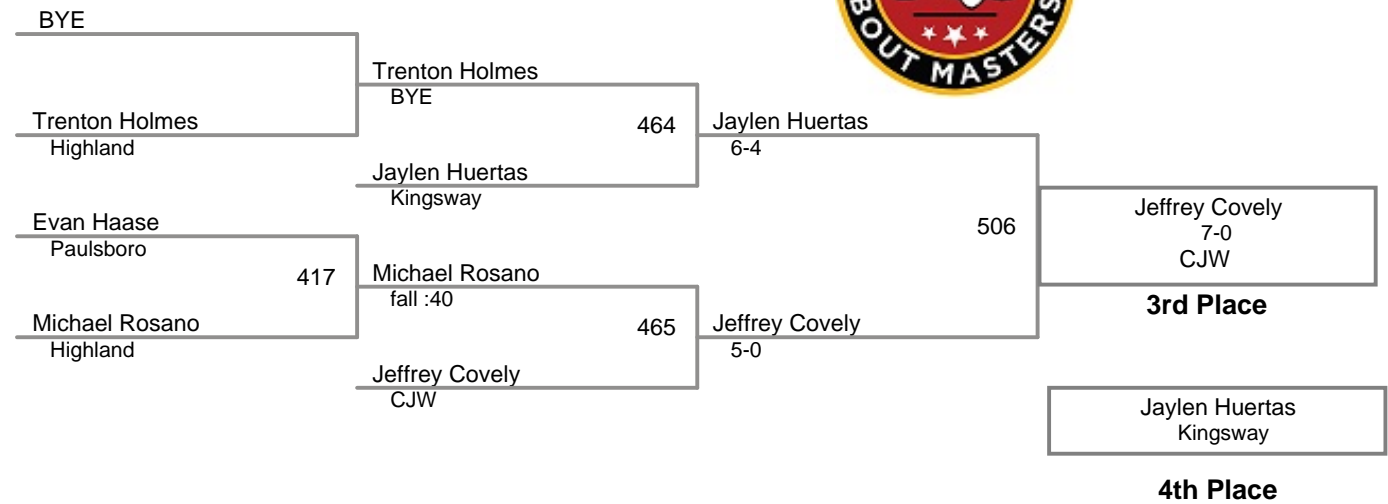 BYE
BOUT MASTERS
Trenton Holmes
BYE
Trenton Holmes
Highland
464
Jaylen Huertas
6-4
Jaylen Huertas
Kingsway
Evan Haase
Paulsboro
506
Jeffrey Covely
7-0
CJW
417
Michael Rosano
fall :40
3rd Place
Michael Rosano
Highland
465
Jeffrey Covely
5-0
Jeffrey Covely
CJW
Jaylen Huertas
Kingsway
4th Place